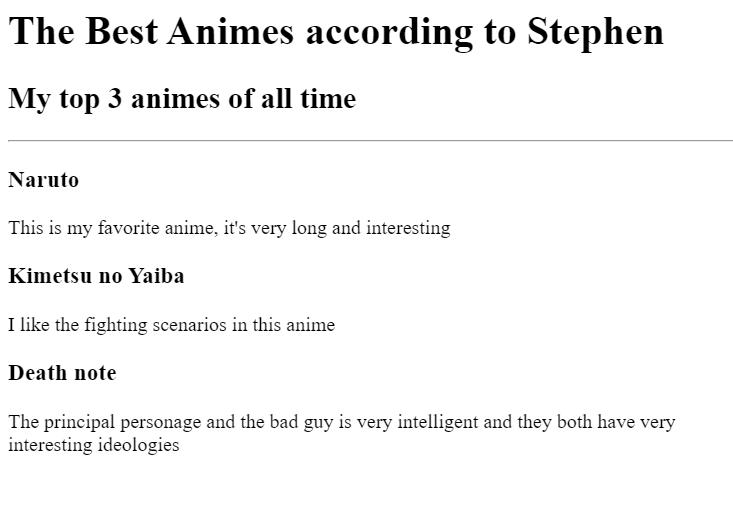 The Best Animes according to Stephen
My top 3 animes of all time
Naruto
This is my favorite anime, it's very long and interesting
Kimetsu no Yaiba
I like the fighting scenarios in this anime
Death note
The principal personage and the bad guy is very intelligent and they both have very
interesting ideologies